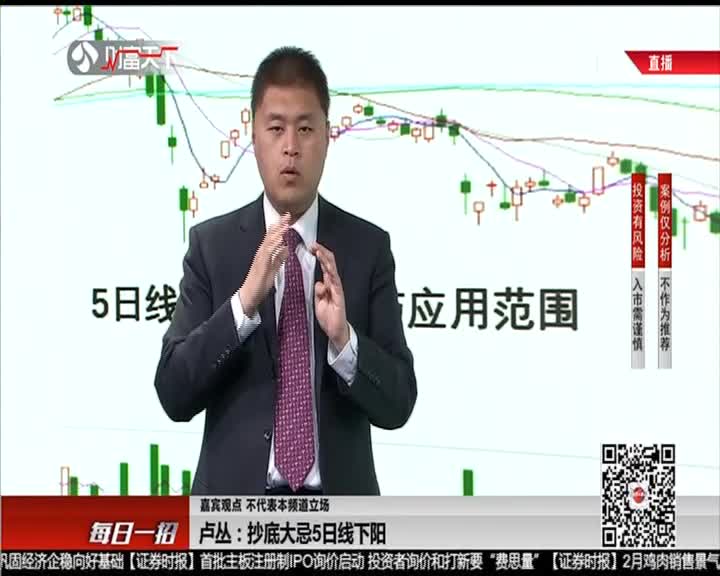 财富天下
直播
案例仅分析 不作为推荐
投资有风险 入市需谨慎
5日线
应用范围
嘉宾观点 不代表本频道立场
每日一招
卢丛：抄底大忌5日线下阳
巩固经济企稳向好基础【证券时报】首批主板注册制IPO询价启动 投资者询价和打新要“费思量”【证券时报】2月鸡肉销售景气